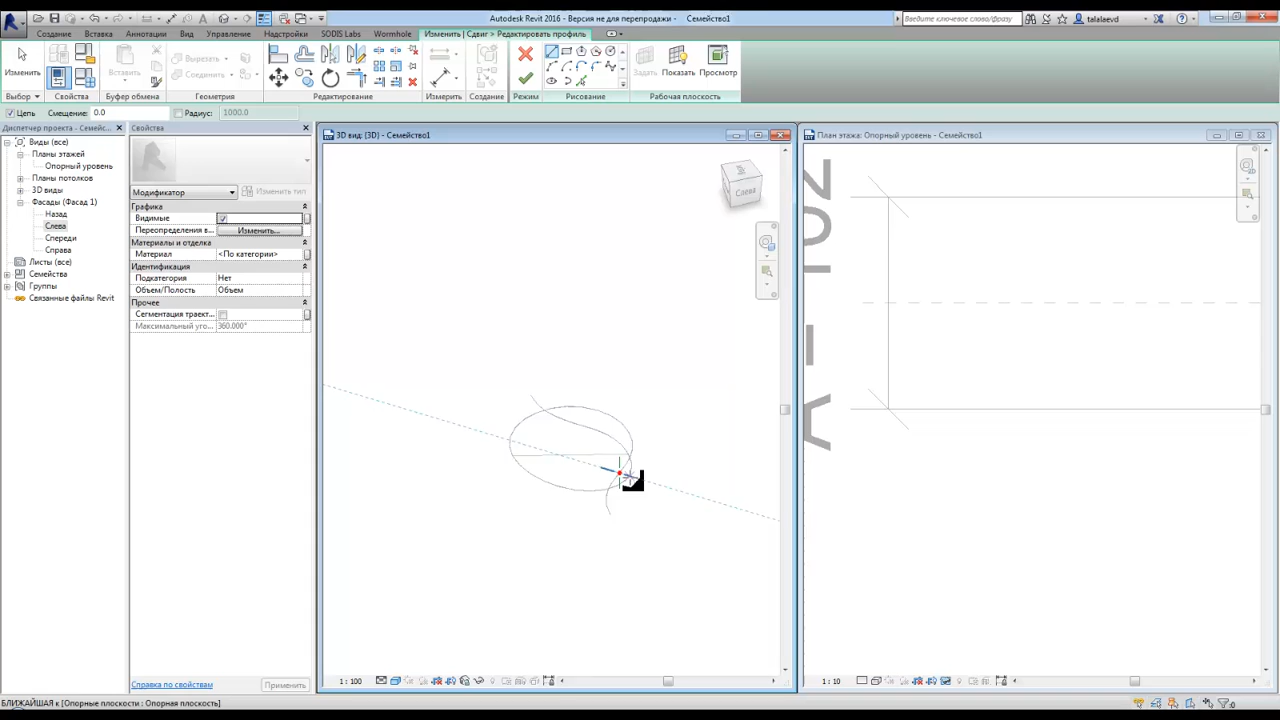 Autodesk Revit 2016 - Версия не для перепродажи - Семейство1
Введите ключевое слово/фразу
talalaevd
Создание Вставка Аннотации Вид Управление Надстройки SODIS Labs Wormhole Изменить | Сдвиг > Редактировать профиль
Изменить
Вставить
Вырезать
Соединить
Задать Показать Просмотр
Выбор Свойства Буфер обмена Геометрия Редактирование Измерить Создание Режим Рисование Рабочая плоскость
Цепь Смещение: 0.0 Радиус: 1000.0
Диспетчер проекта - Семейс...
Виды (все)
Планы этажей
Опорный уровень
Планы потолков
3D виды
Фасады (Фасад 1)
Назад
Слева
Спереди
Справа
Листы (все)
Семейства
Группы
Связанные файлы Revit
Свойства
Модификатор
Изменить тип
Графика
Видимые
Переопределения в... Изменить...
Материалы и отделка
Материал <По категории>
Идентификация
Подкатегория Нет
Объем/Полость Объем
Прочее
Сегментация траект...
Максимальный уго... 360.000°
Справка по свойствам
Применить
3D вид: {3D} - Семейство1
Слева
1 : 100
План этажа: Опорный уровень - Семейство1
1 : 10
БЛИЖАЙШАЯ к [Опорные плоскости : Опорная плоскость]
:0